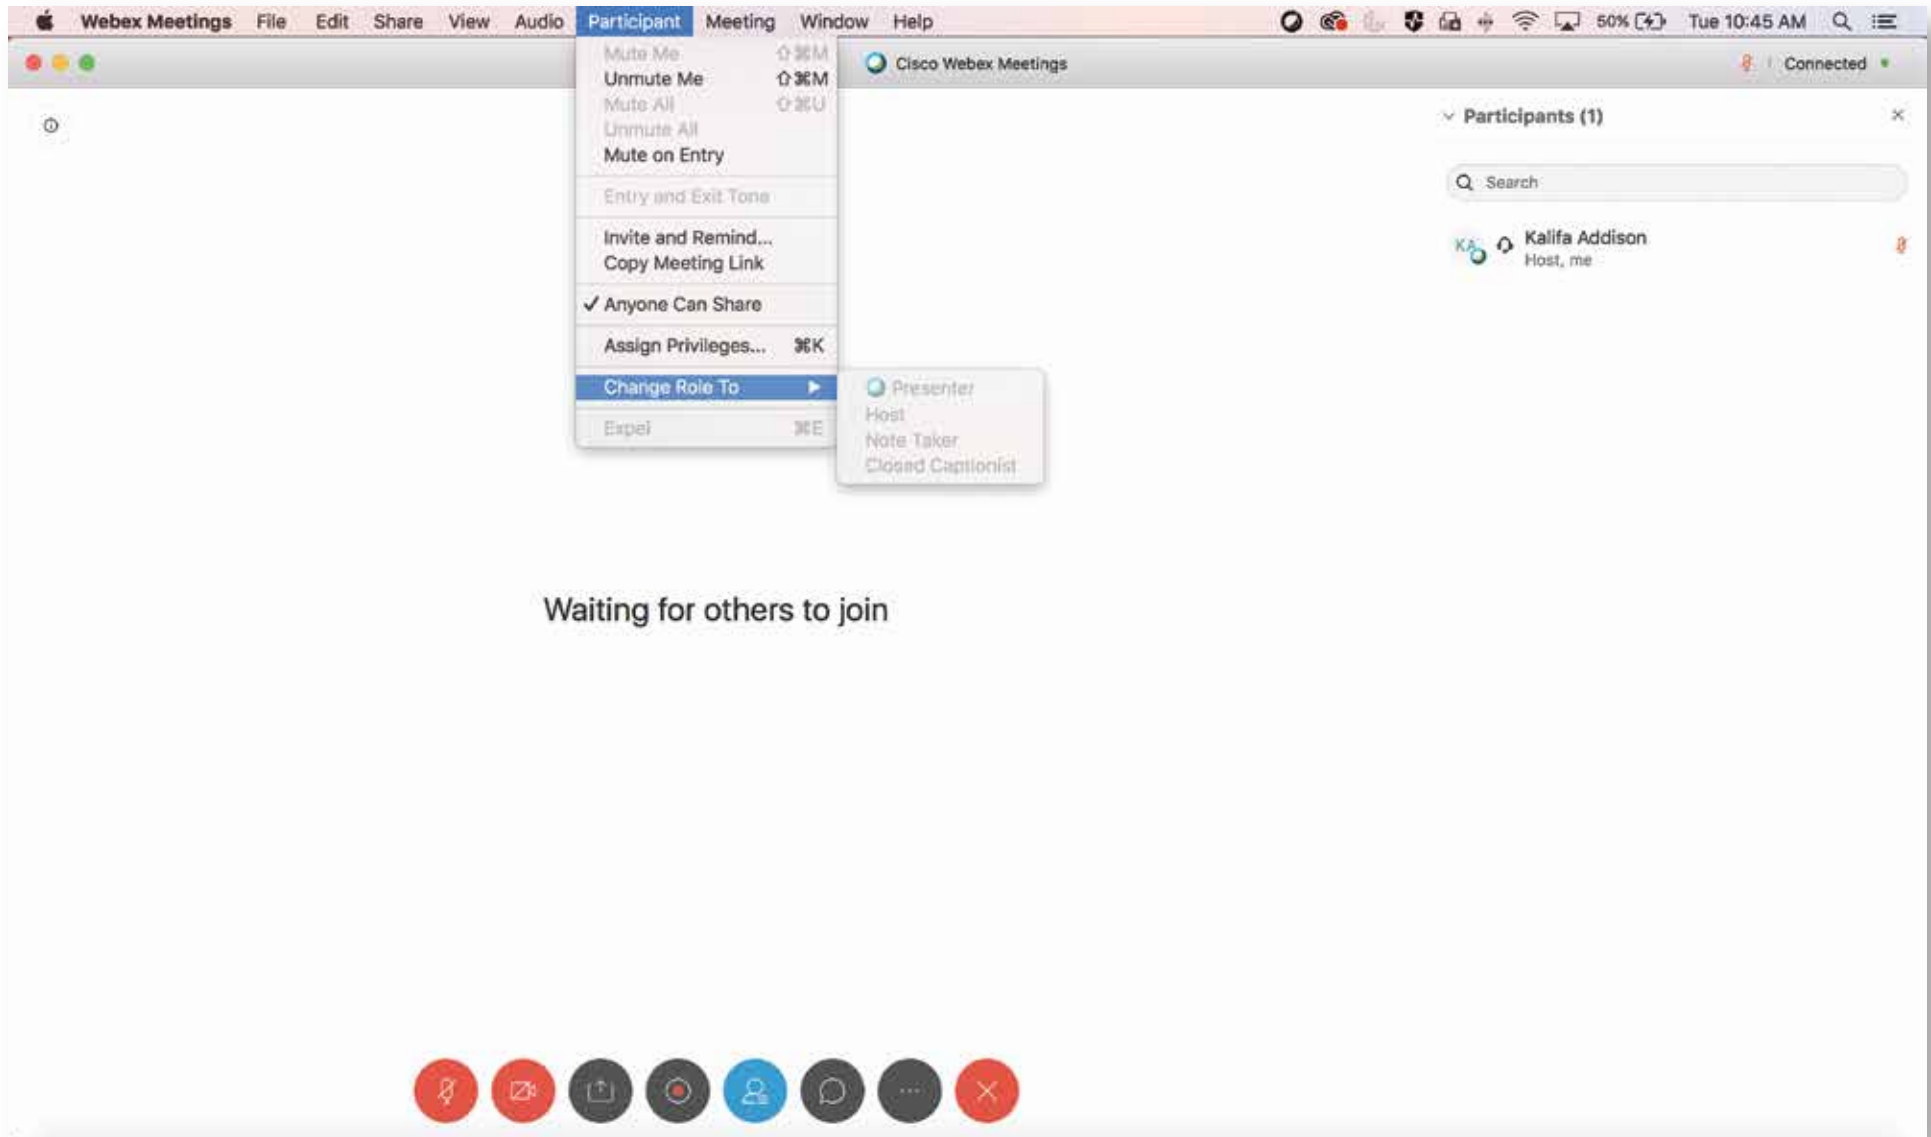 Webex Meetings File Edit Share View Audio Participant Meeting Window Help 50% Tue 10:45 AM
Cisco Webex Meetings Connected
Mute Me ⇧⌘M
Unmute Me ⇧⌘M
Mute All ⇧⌘U
Unmute All
Mute on Entry
Entry and Exit Tone
Invite and Remind...
Copy Meeting Link
✓ Anyone Can Share
Assign Privileges... ⌘K
Change Role To ▶
Expel ⌘E
Presenter
Host
Note Taker
Closed Captionist
Participants (1)
Search
KA Kalifa Addison
Host, me
Waiting for others to join